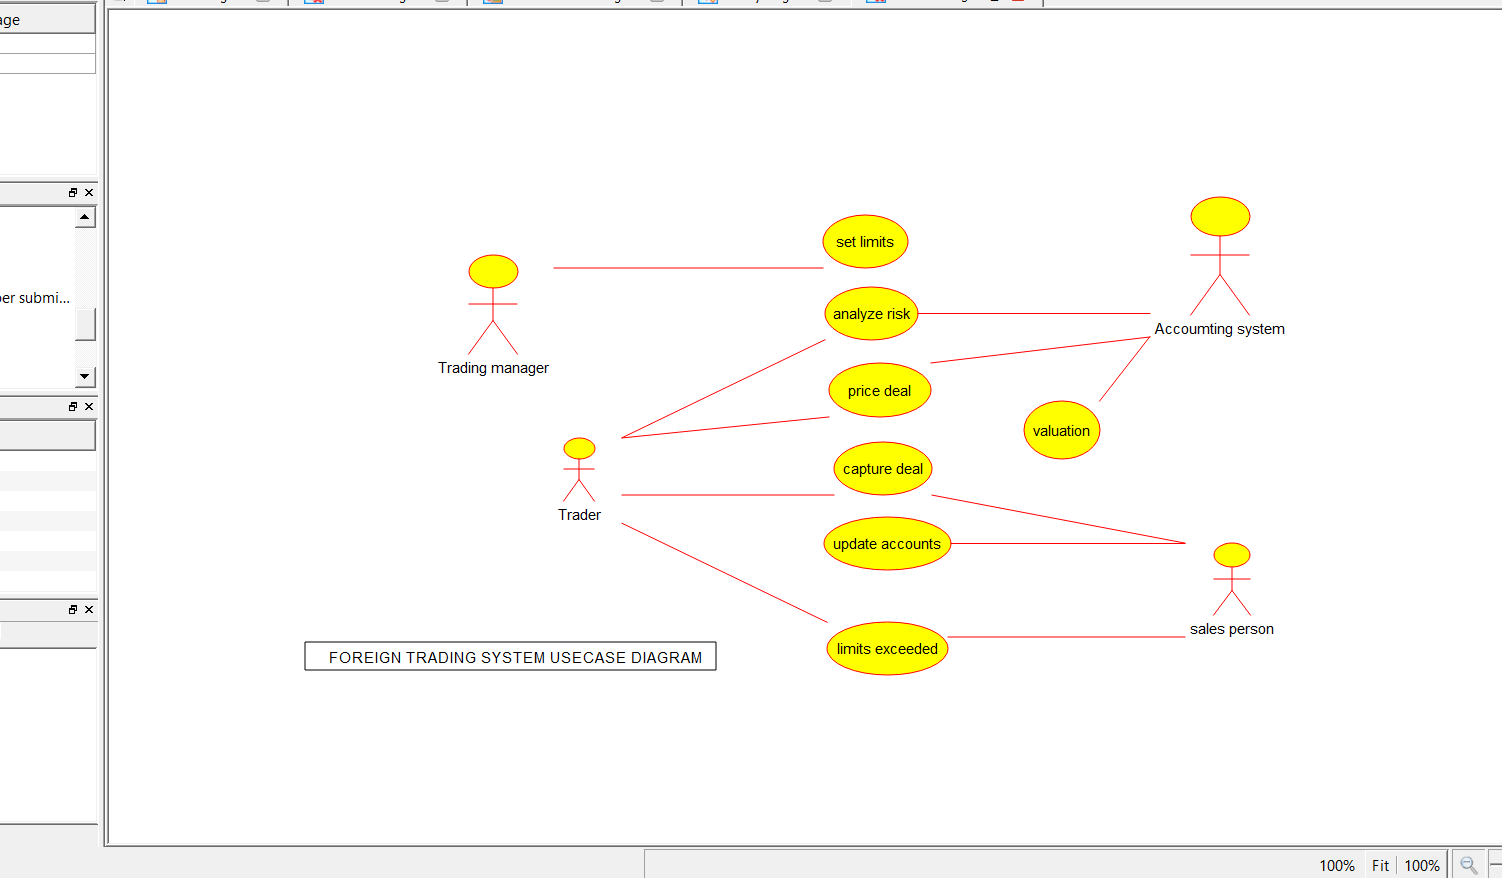 age
per submi...
set limits
analyze risk
Accoumting system
Trading manager
price deal
valuation
capture deal
Trader
update accounts
sales person
limits exceeded
FOREIGN TRADING SYSTEM USECASE DIAGRAM
100% Fit 100%